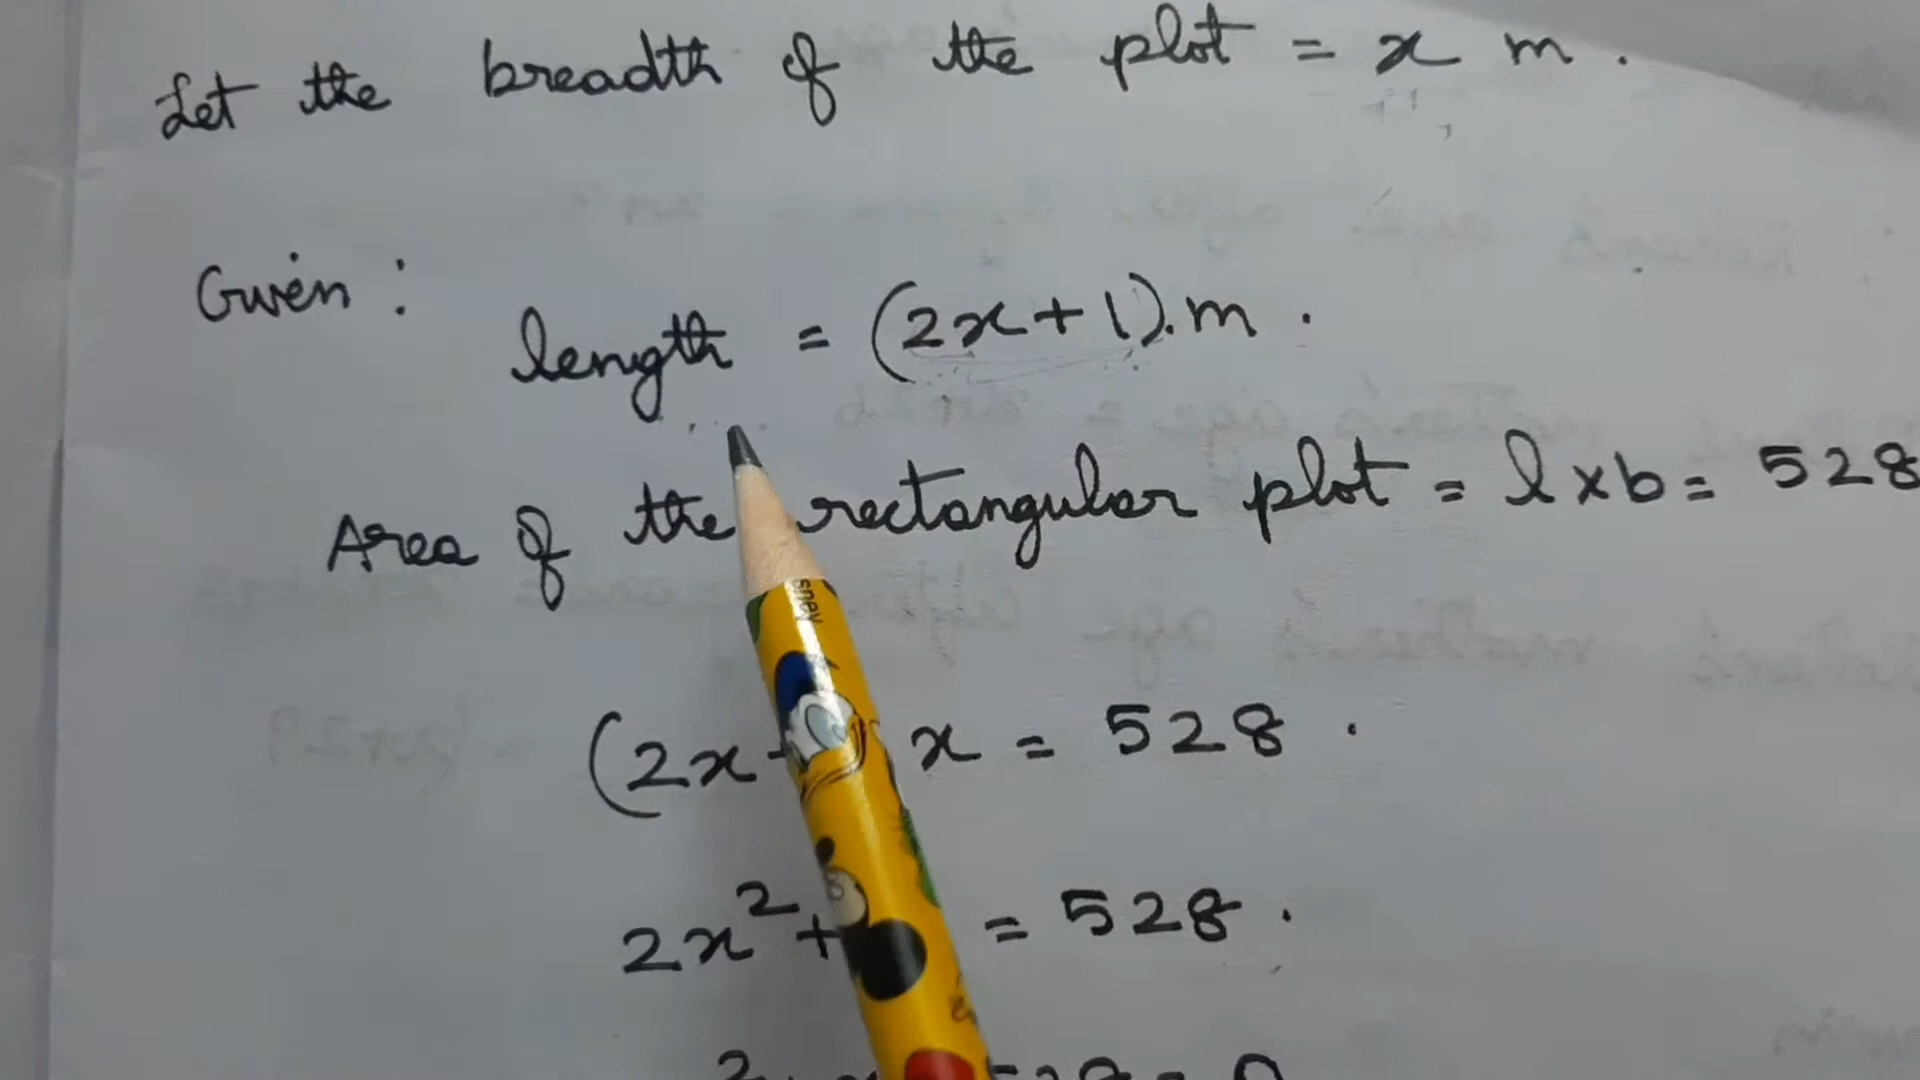 Let the breadth of the plot = x m.
Given:
length = (2x+1).m.
Area of the rectangular plot = l x b = 528
(2x x = 528.
2x²+ = 528.
sney